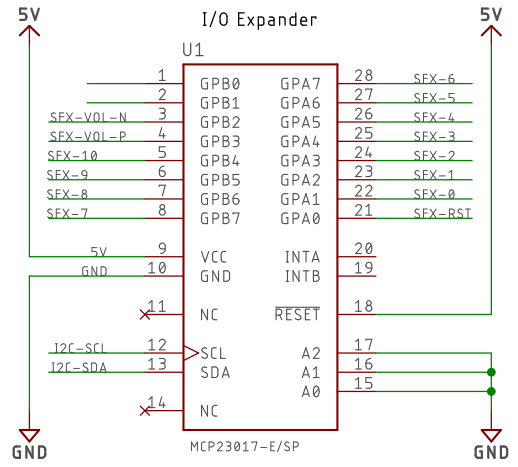 5V I/O Expander 5V
U1
1 GPB0 GPA7 28 SFX-6
2 GPB1 GPA6 27 SFX-5
SFX-VOL-N 3 GPB2 GPA5 26 SFX-4
SFX-VOL-P 4 GPB3 GPA4 25 SFX-3
SFX-10 5 GPB4 GPA3 24 SFX-2
SFX-9 6 GPB5 GPA2 23 SFX-1
SFX-8 7 GPB6 GPA1 22 SFX-0
SFX-7 8 GPB7 GPA0 21 SFX-RST
5V 9 VCC INTA 20
GND 10 GND INTB 19
11 NC RESET 18
I2C-SCL 12 SCL A2 17
I2C-SDA 13 SDA A1 16
A0 15
14 NC
MCP23017-E/SP
GND GND